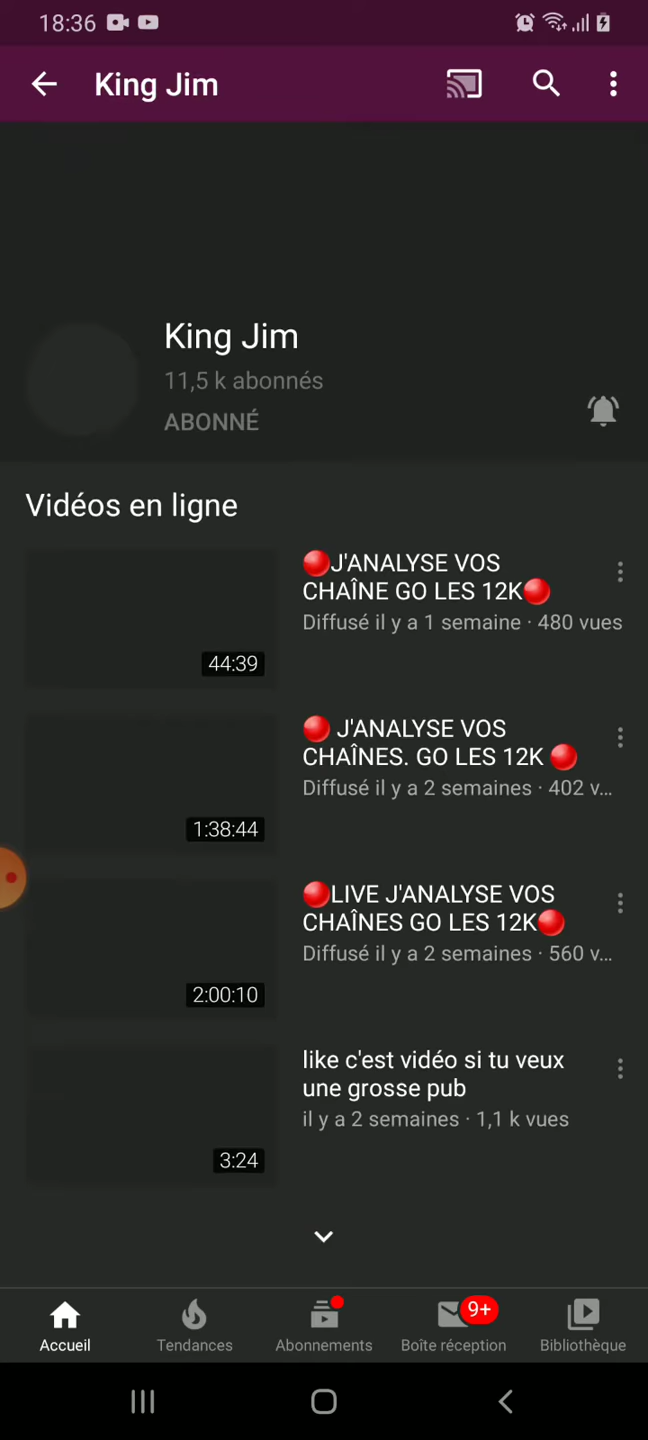 18:36
King Jim
King Jim
11,5 k abonnés
ABONNÉ
Vidéos en ligne
🔴J'ANALYSE VOS
CHAÎNE GO LES 12K🔴
Diffusé il y a 1 semaine · 480 vues
44:39
🔴 J'ANALYSE VOS
CHAÎNES. GO LES 12K 🔴
Diffusé il y a 2 semaines · 402 v...
1:38:44
🔴LIVE J'ANALYSE VOS
CHAÎNES GO LES 12K🔴
Diffusé il y a 2 semaines · 560 v...
2:00:10
like c'est vidéo si tu veux
une grosse pub
il y a 2 semaines · 1,1 k vues
3:24
9+
Accueil
Tendances
Abonnements
Boîte réception
Bibliothèque